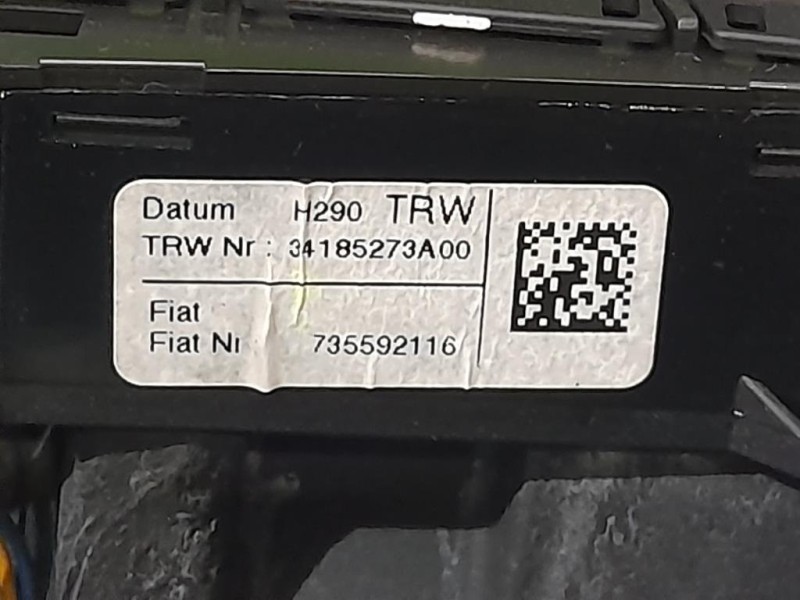 Datum H290 TRW
TRW Nr : 34185273A00
Fiat
Fiat Nr 735592116